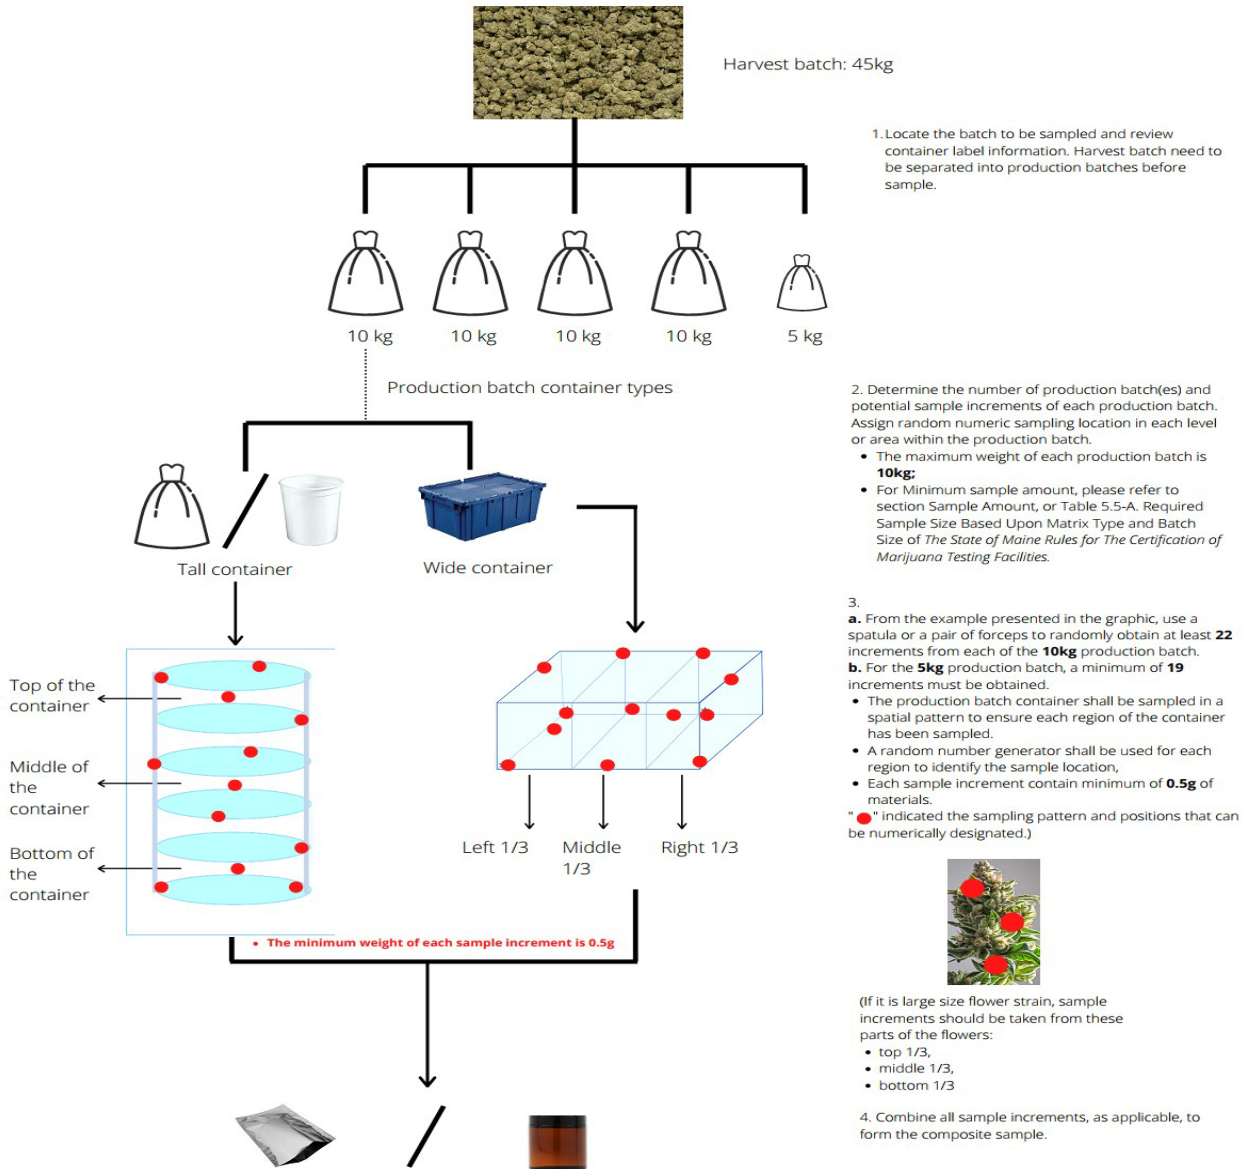 Harvest batch: 45kg
1. Locate the batch to be sampled and review
container label information. Harvest batch need to
be separated into production batches before
sample.
10 kg
10 kg
10 kg
10 kg
5 kg
Production batch container types
2. Determine the number of production batch(es) and
potential sample increments of each production batch.
Assign random numeric sampling location in each level
or area within the production batch.
• The maximum weight of each production batch is
10kg;
• For Minimum sample amount, please refer to
section Sample Amount, or Table 5.5-A. Required
Sample Size Based Upon Matrix Type and Batch
Size of The State of Maine Rules for The Certification of
Marijuana Testing Facilities.
Tall container
Wide container
3.
a. From the example presented in the graphic, use a
spatula or a pair of forceps to randomly obtain at least 22
increments from each of the 10kg production batch.
b. For the 5kg production batch, a minimum of 19
increments must be obtained.
• The production batch container shall be sampled in a
spatial pattern to ensure each region of the container
has been sampled.
• A random number generator shall be used for each
region to identify the sample location,
• Each sample increment contain minimum of 0.5g of
materials.
" " indicated the sampling pattern and positions that can
be numerically designated.)
Top of the
container
Middle of
the
container
Bottom of
the
container
Left 1/3
Middle
1/3
Right 1/3
• The minimum weight of each sample increment is 0.5g
(If it is large size flower strain, sample
increments should be taken from these
parts of the flowers:
• top 1/3,
• middle 1/3,
• bottom 1/3
4. Combine all sample increments, as applicable, to
form the composite sample.